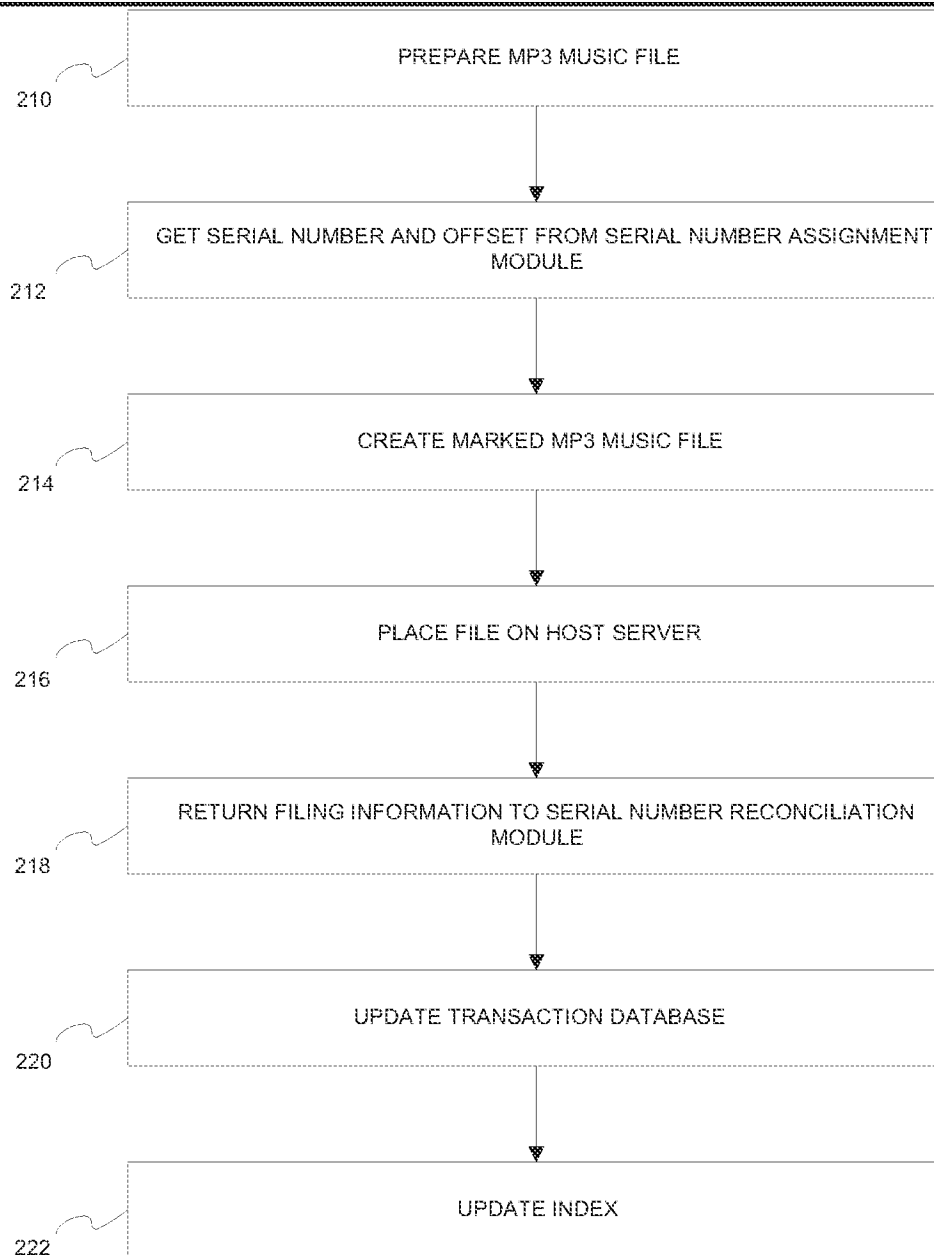 PREPARE MP3 MUSIC FILE
210
GET SERIAL NUMBER AND OFFSET FROM SERIAL NUMBER ASSIGNMENT
MODULE
212
CREATE MARKED MP3 MUSIC FILE
214
PLACE FILE ON HOST SERVER
216
RETURN FILING INFORMATION TO SERIAL NUMBER RECONCILIATION
MODULE
218
UPDATE TRANSACTION DATABASE
220
UPDATE INDEX
222